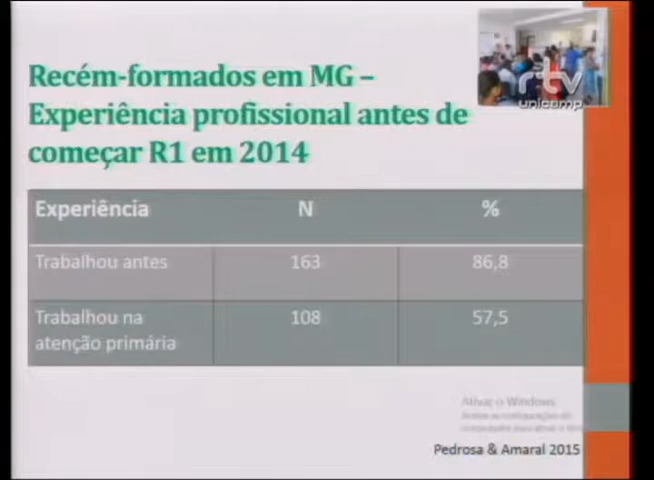 Recém-formados em MG –
Experiência profissional antes de
começar R1 em 2014
rtv
unicamp
Experiência N %
Trabalhou antes 163 86,8
Trabalhou na
atenção primária 108 57,5
Ativar o Windows
Pedrosa & Amaral 2015